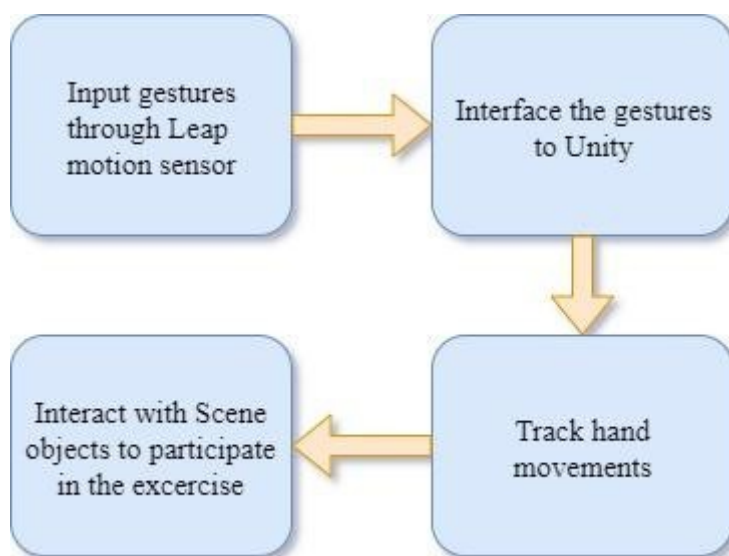 Input gestures
through Leap
motion sensor
Interface the gestures
to Unity
Track hand
movements
Interact with Scene
objects to participate
in the excercise